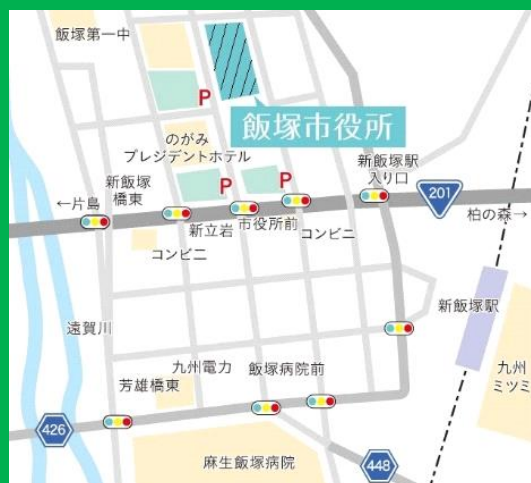 飯塚第一中
P
飯塚市役所
のがみ
プレジデントホテル
新飯塚駅
入り口
新飯塚
橋東
P
P
201
←片島
柏の森→
新立岩
市役所前
コンビニ
コンビニ
新飯塚駅
遠賀川
九州電力
飯塚病院前
九州
ミツミ
芳雄橋東
426
麻生飯塚病院
448